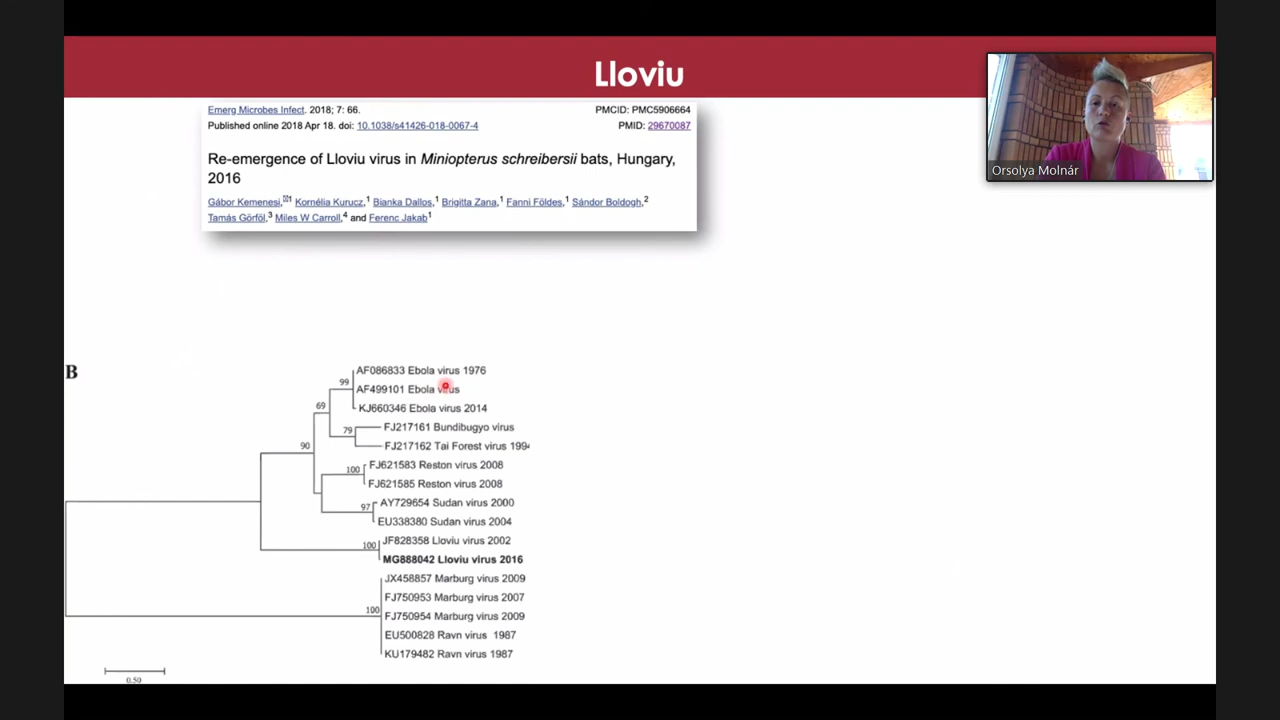 Lloviu
Emerg Microbes Infect. 2018; 7: 66.
PMCID: PMC5906664
Published online 2018 Apr 18. doi: 10.1038/s41426-018-0067-4
PMID: 29670087
Re-emergence of Lloviu virus in Miniopterus schreibersii bats, Hungary,
2016
Gábor Kemenesi,✉1 Kornélia Kurucz,1 Bianka Dallos,1 Brigitta Zana,1 Fanni Földes,1 Sándor Boldogh,2
Tamás Görföl,3 Miles W Carroll,4 and Ferenc Jakab1
Orsolya Molnár
B
AF086833 Ebola virus 1976
99
AF499101 Ebola virus
69
KJ660346 Ebola virus 2014
79
FJ217161 Bundibugyo virus
90
FJ217162 Tai Forest virus 1994
FJ621583 Reston virus 2008
100
FJ621585 Reston virus 2008
AY729654 Sudan virus 2000
97
EU338380 Sudan virus 2004
JF828358 Lloviu virus 2002
100
MG888042 Lloviu virus 2016
JX458857 Marburg virus 2009
FJ750953 Marburg virus 2007
100
FJ750954 Marburg virus 2009
EU500828 Ravn virus 1987
KU179482 Ravn virus 1987
0.50